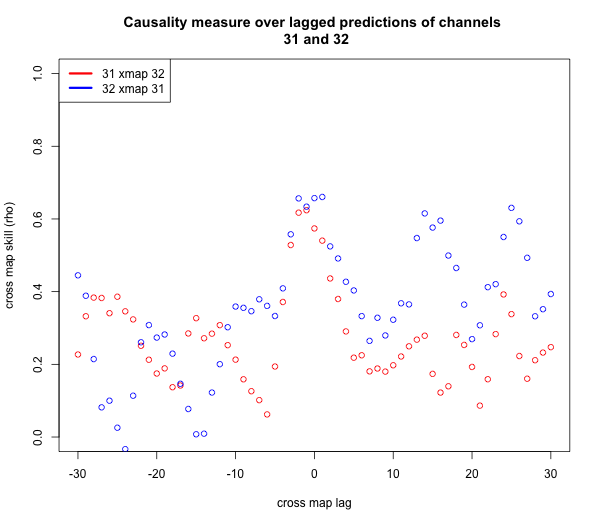 Causality measure over lagged predictions of channels
31 and 32
31 xmap 32
32 xmap 31
cross map skill (rho)
1.0
0.8
0.6
0.4
0.2
0.0
-30 -20 -10 0 10 20 30
cross map lag